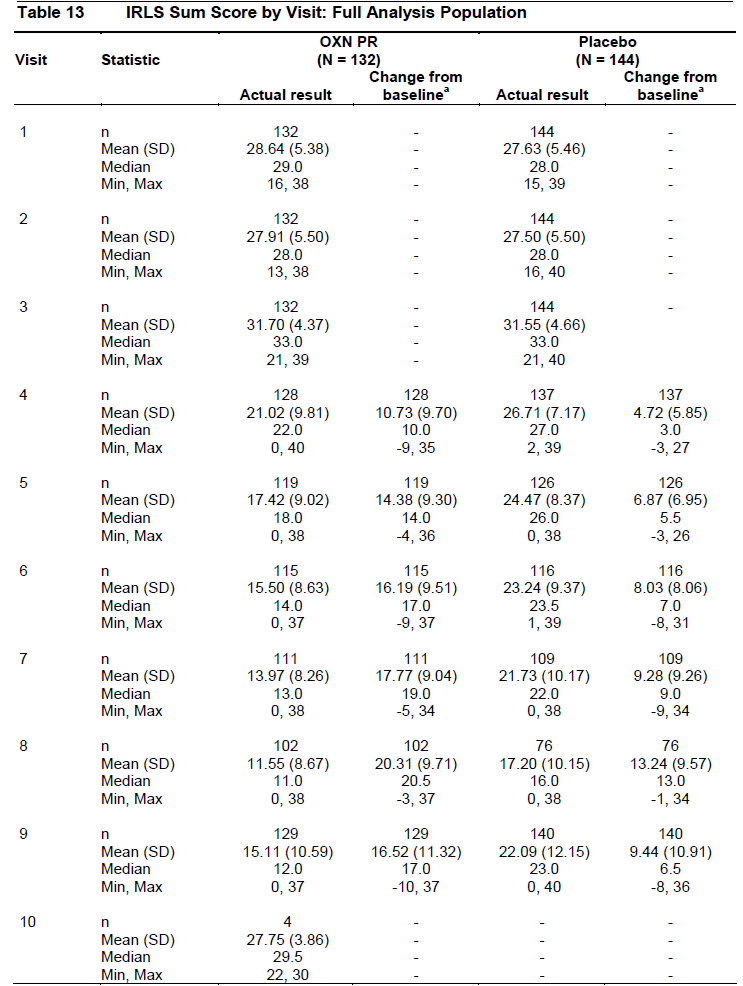 Table 13 IRLS Sum Score by Visit: Full Analysis Population
OXN PR Placebo
Visit Statistic (N = 132) (N = 144)
Change from Change from
Actual result baselineª Actual result baselineª
1 n 132 - 144 -
Mean (SD) 28.64 (5.38) - 27.63 (5.46) -
Median 29.0 - 28.0 -
Min, Max 16, 38 - 15, 39 -
2 n 132 - 144 -
Mean (SD) 27.91 (5.50) - 27.50 (5.50) -
Median 28.0 - 28.0 -
Min, Max 13, 38 - 16, 40 -
3 n 132 - 144 -
Mean (SD) 31.70 (4.37) - 31.55 (4.66)
Median 33.0 - 33.0
Min, Max 21, 39 - 21, 40
4 n 128 128 137 137
Mean (SD) 21.02 (9.81) 10.73 (9.70) 26.71 (7.17) 4.72 (5.85)
Median 22.0 10.0 27.0 3.0
Min, Max 0, 40 -9, 35 2, 39 -3, 27
5 n 119 119 126 126
Mean (SD) 17.42 (9.02) 14.38 (9.30) 24.47 (8.37) 6.87 (6.95)
Median 18.0 14.0 26.0 5.5
Min, Max 0, 38 -4, 36 0, 38 -3, 26
6 n 115 115 116 116
Mean (SD) 15.50 (8.63) 16.19 (9.51) 23.24 (9.37) 8.03 (8.06)
Median 14.0 17.0 23.5 7.0
Min, Max 0, 37 -9, 37 1, 39 -8, 31
7 n 111 111 109 109
Mean (SD) 13.97 (8.26) 17.77 (9.04) 21.73 (10.17) 9.28 (9.26)
Median 13.0 19.0 22.0 9.0
Min, Max 0, 38 -5, 34 0, 38 -9, 34
8 n 102 102 76 76
Mean (SD) 11.55 (8.67) 20.31 (9.71) 17.20 (10.15) 13.24 (9.57)
Median 11.0 20.5 16.0 13.0
Min, Max 0, 38 -3, 37 0, 38 -1, 34
9 n 129 129 140 140
Mean (SD) 15.11 (10.59) 16.52 (11.32) 22.09 (12.15) 9.44 (10.91)
Median 12.0 17.0 23.0 6.5
Min, Max 0, 37 -10, 37 0, 40 -8, 36
10 n 4 - - -
Mean (SD) 27.75 (3.86) - - -
Median 29.5 - - -
Min, Max 22, 30 - - -